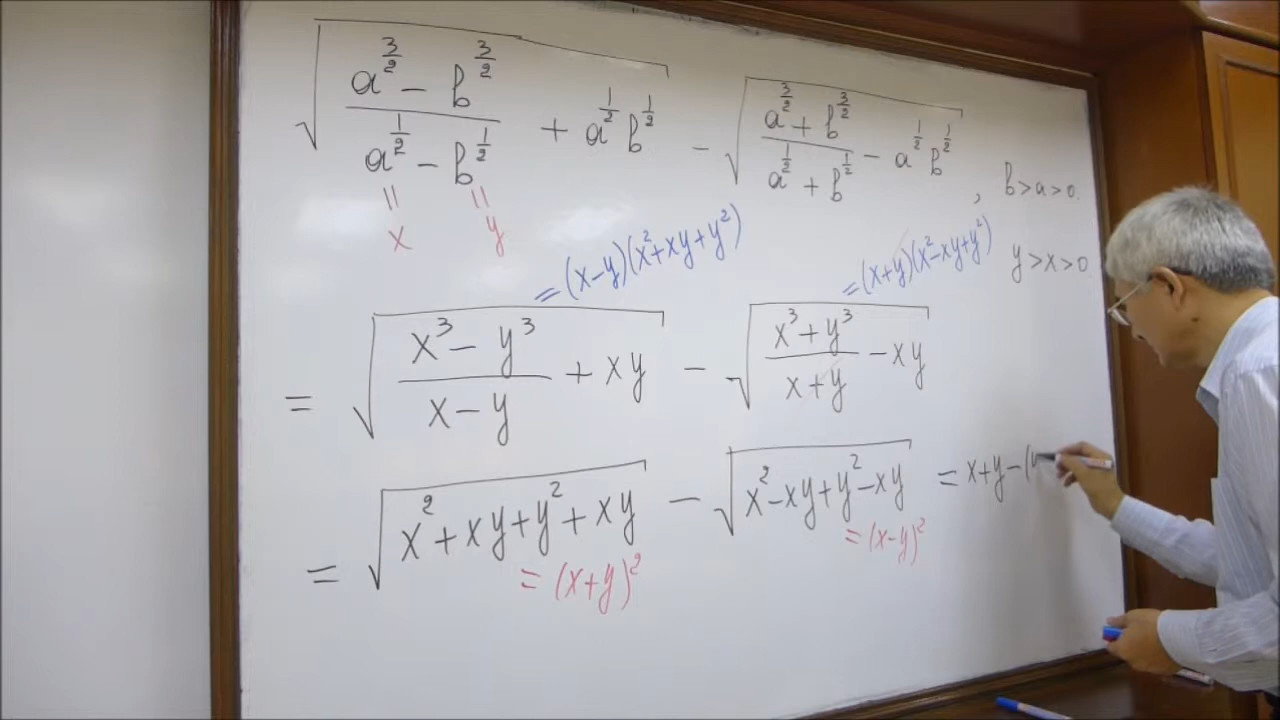 √((a^(3/2) − b^(3/2))/(a^(1/2) − b^(1/2)) + a^(1/2) b^(1/2)) − √((a^(3/2) + b^(3/2))/(a^(1/2) + b^(1/2)) − a^(1/2) b^(1/2)) , b > a > 0.
= x = y
= (x−y)(x²+xy+y²) = (x+y)(x²−xy+y²) y > x > 0
= √((x³ − y³)/(x − y) + xy) − √((x³ + y³)/(x + y) − xy)
= √(x² + xy + y² + xy) − √(x² − xy + y² − xy) = x+y−(
= (x+y)² = (x−y)²